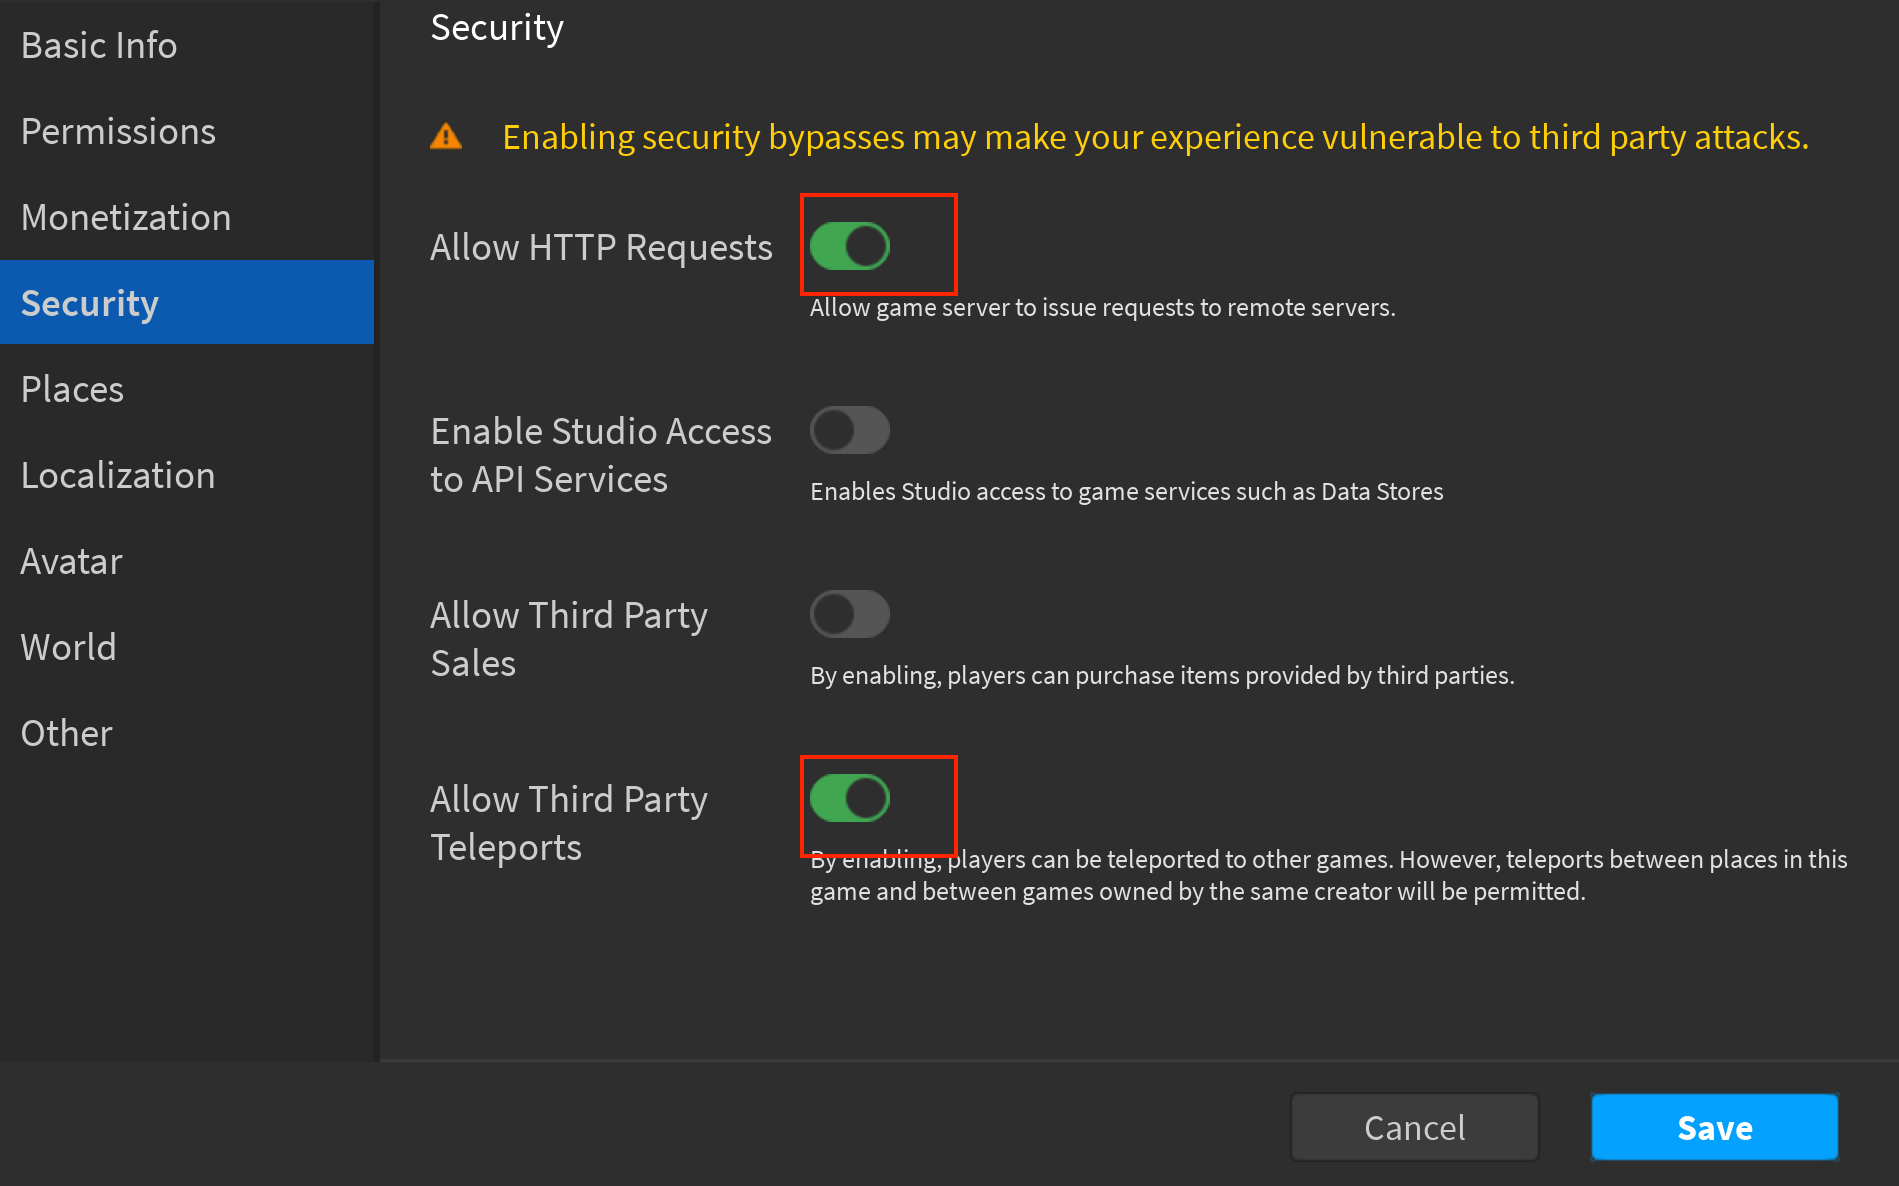 Basic Info
Permissions
Monetization
Security
Places
Localization
Avatar
World
Other
Security
Enabling security bypasses may make your experience vulnerable to third party attacks.
Allow HTTP Requests
Allow game server to issue requests to remote servers.
Enable Studio Access
to API Services
Enables Studio access to game services such as Data Stores
Allow Third Party
Sales
By enabling, players can purchase items provided by third parties.
Allow Third Party
Teleports
By enabling, players can be teleported to other games. However, teleports between places in this
game and between games owned by the same creator will be permitted.
Cancel
Save